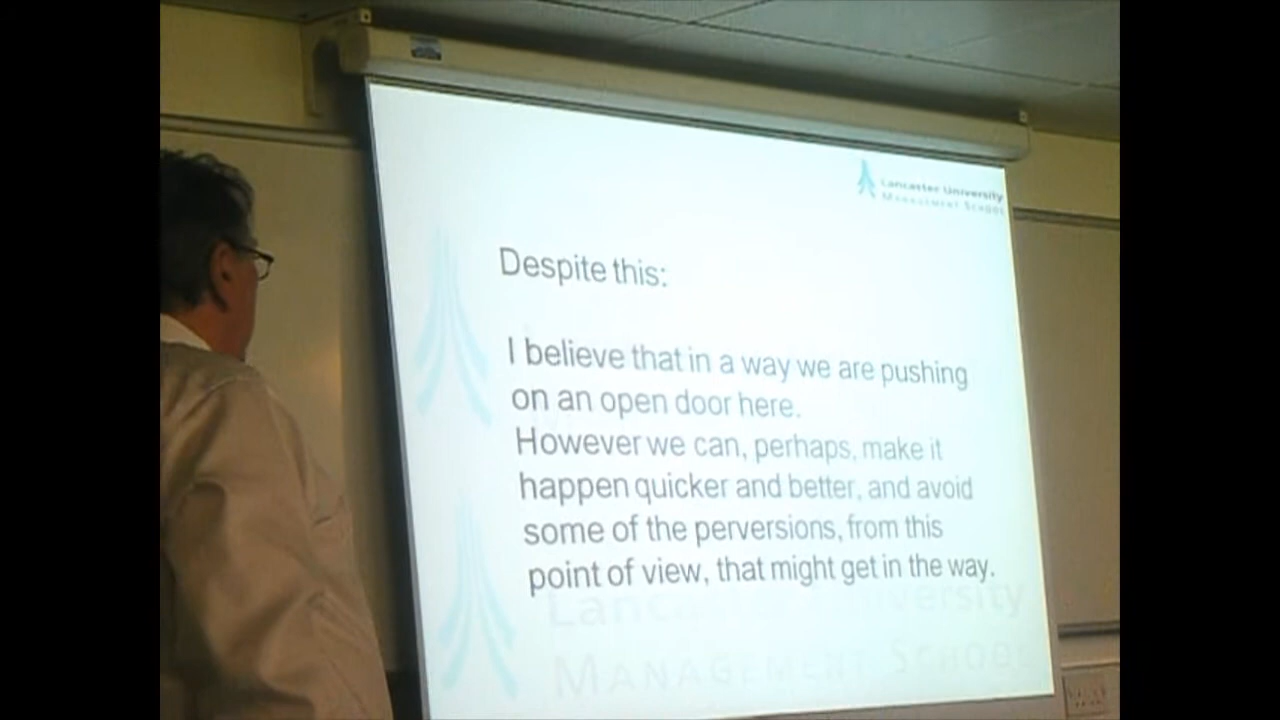 Lancaster University
Management School
Despite this:
I believe that in a way we are pushing
on an open door here.
However we can, perhaps, make it
happen quicker and better, and avoid
some of the perversions, from this
point of view, that might get in the way.
Lancaster University
MANAGEMENT SCHOOL